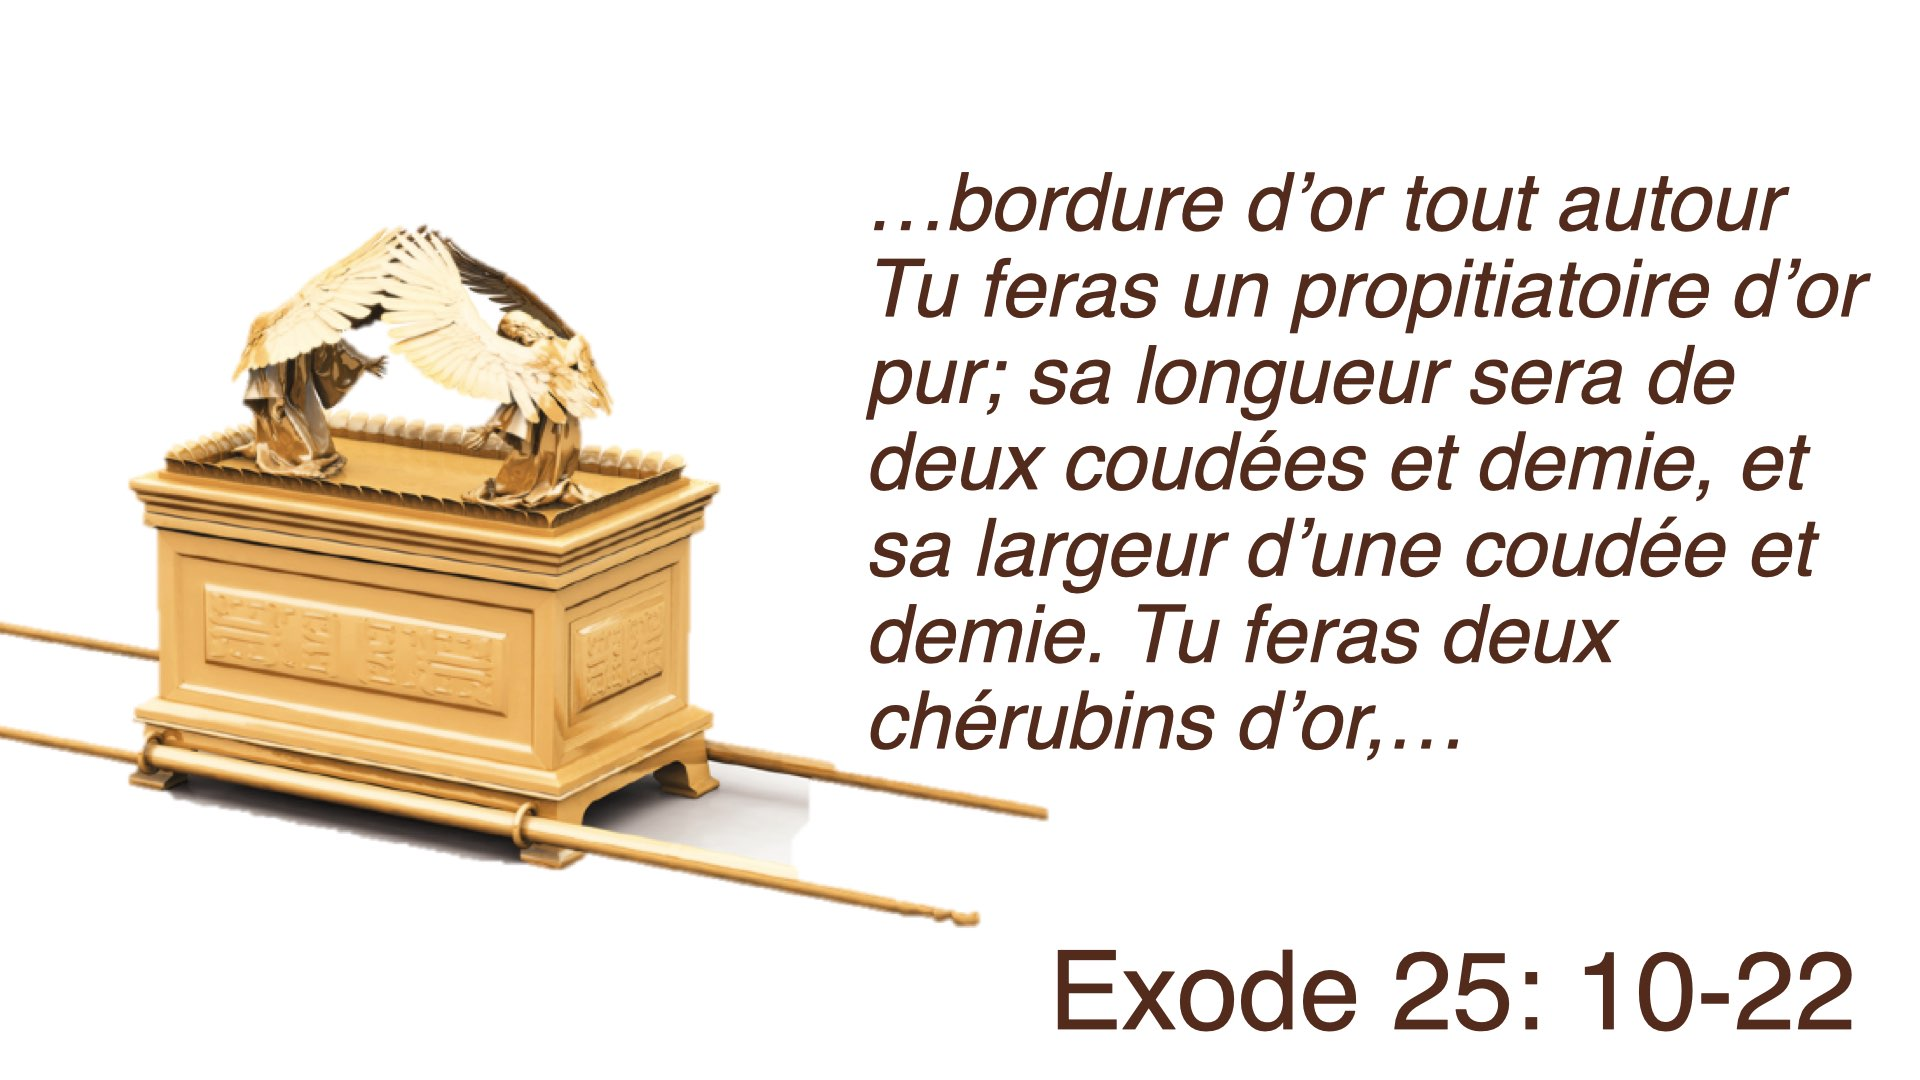 …bordure d’or tout autour
Tu feras un propitiatoire d’or
pur; sa longueur sera de
deux coudées et demie, et
sa largeur d’une coudée et
demie. Tu feras deux
chérubins d’or,…
Exode 25: 10-22